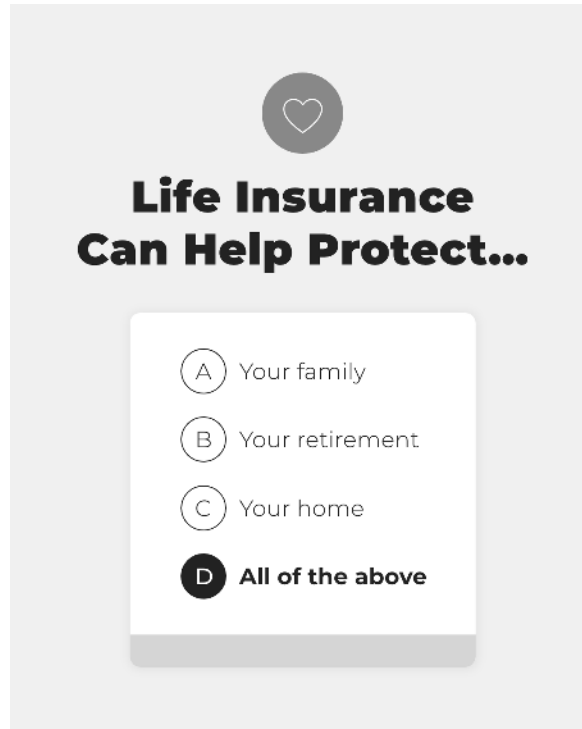 Life Insurance
Can Help Protect...
A Your family
B Your retirement
C Your home
D All of the above